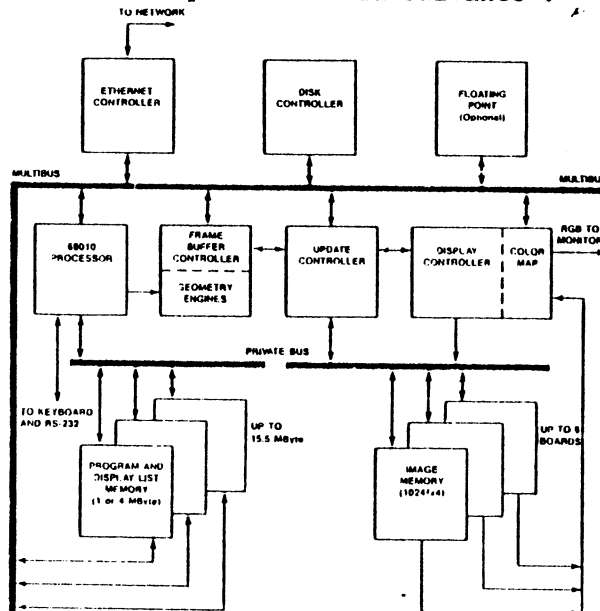 TO NETWORK
ETHERNET
CONTROLLER
DISK
CONTROLLER
FLOATING
POINT
(Optional)
MULTIBUS
MULTIBUS
68010
PROCESSOR
FRAME
BUFFER
CONTROLLER
GEOMETRY
ENGINES
UPDATE
CONTROLLER
DISPLAY
CONTROLLER
COLOR
MAP
RGB TO
MONITOR
PRIVATE BUS
TO KEYBOARD
AND RS-232
UP TO
15.5 MByte
PROGRAM AND
DISPLAY LIST
MEMORY
(1 or 4 MByte)
UP TO
BOARDS
IMAGE
MEMORY
(1024²x4)